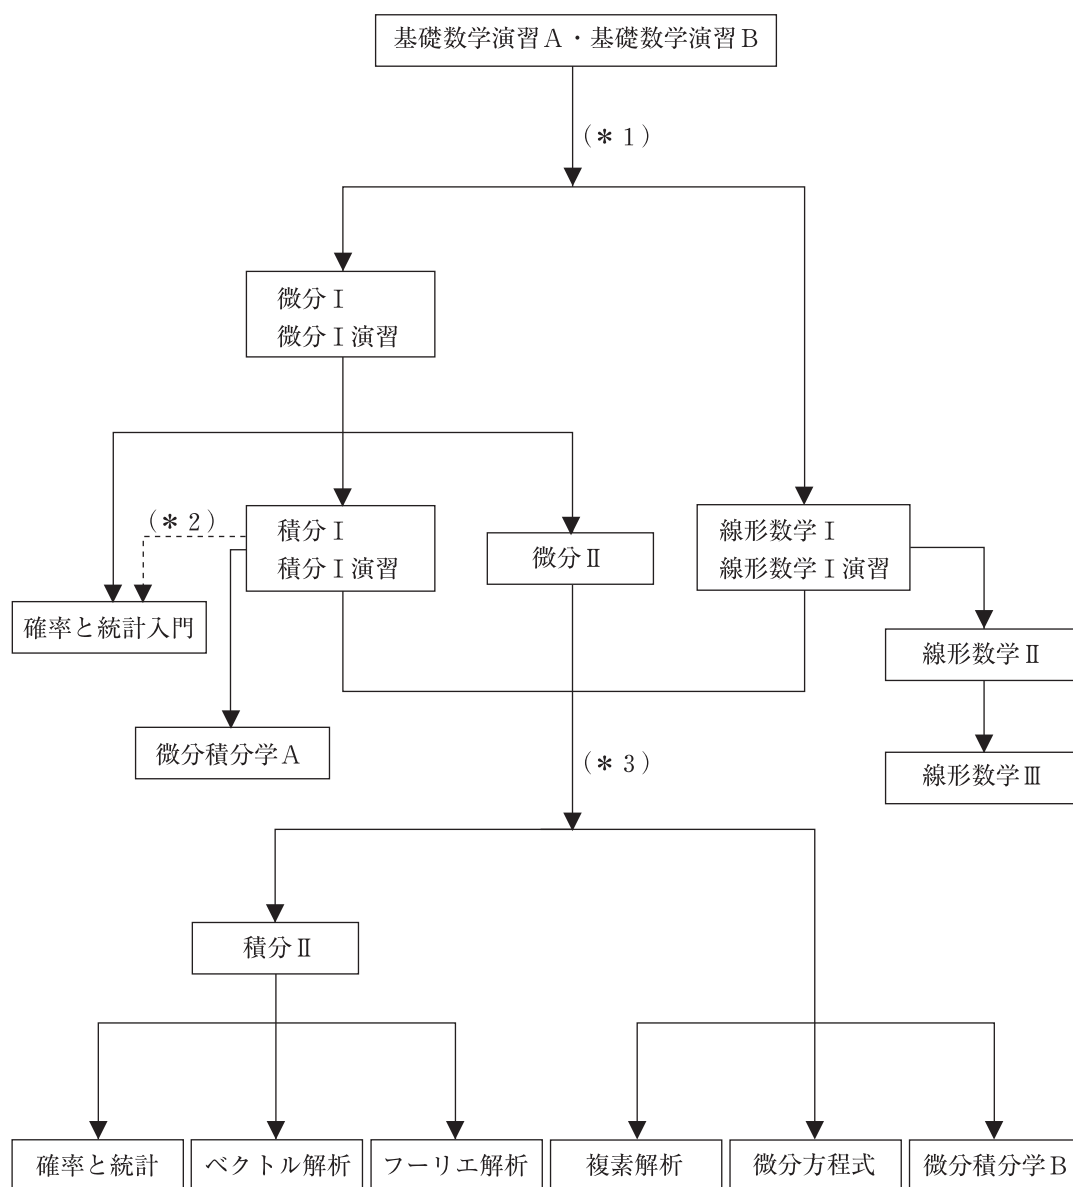 基礎数学演習A・基礎数学演習B
(＊1)
微分Ⅰ
微分Ⅰ演習
(＊2)
積分Ⅰ
積分Ⅰ演習
微分Ⅱ
線形数学Ⅰ
線形数学Ⅰ演習
確率と統計入門
線形数学Ⅱ
微分積分学A
(＊3)
線形数学Ⅲ
積分Ⅱ
確率と統計
ベクトル解析
フーリエ解析
複素解析
微分方程式
微分積分学B